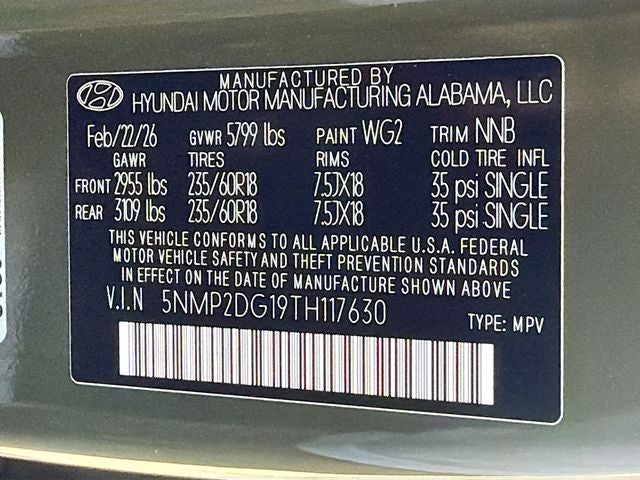 MANUFACTURED BY
HYUNDAI MOTOR MANUFACTURING ALABAMA, LLC
Feb/22/26 GVWR 5799 lbs PAINT WG2 TRIM NNB
GAWR TIRES RIMS COLD TIRE INFL
FRONT 2955 lbs 235/60R18 7.5JX18 35 psi SINGLE
REAR 3109 lbs 235/60R18 7.5JX18 35 psi SINGLE
THIS VEHICLE CONFORMS TO ALL APPLICABLE U.S.A. FEDERAL
MOTOR VEHICLE SAFETY AND THEFT PREVENTION STANDARDS
IN EFFECT ON THE DATE OF MANUFACTURE SHOWN ABOVE
V.I.N 5NMP2DG19TH117630 TYPE: MPV